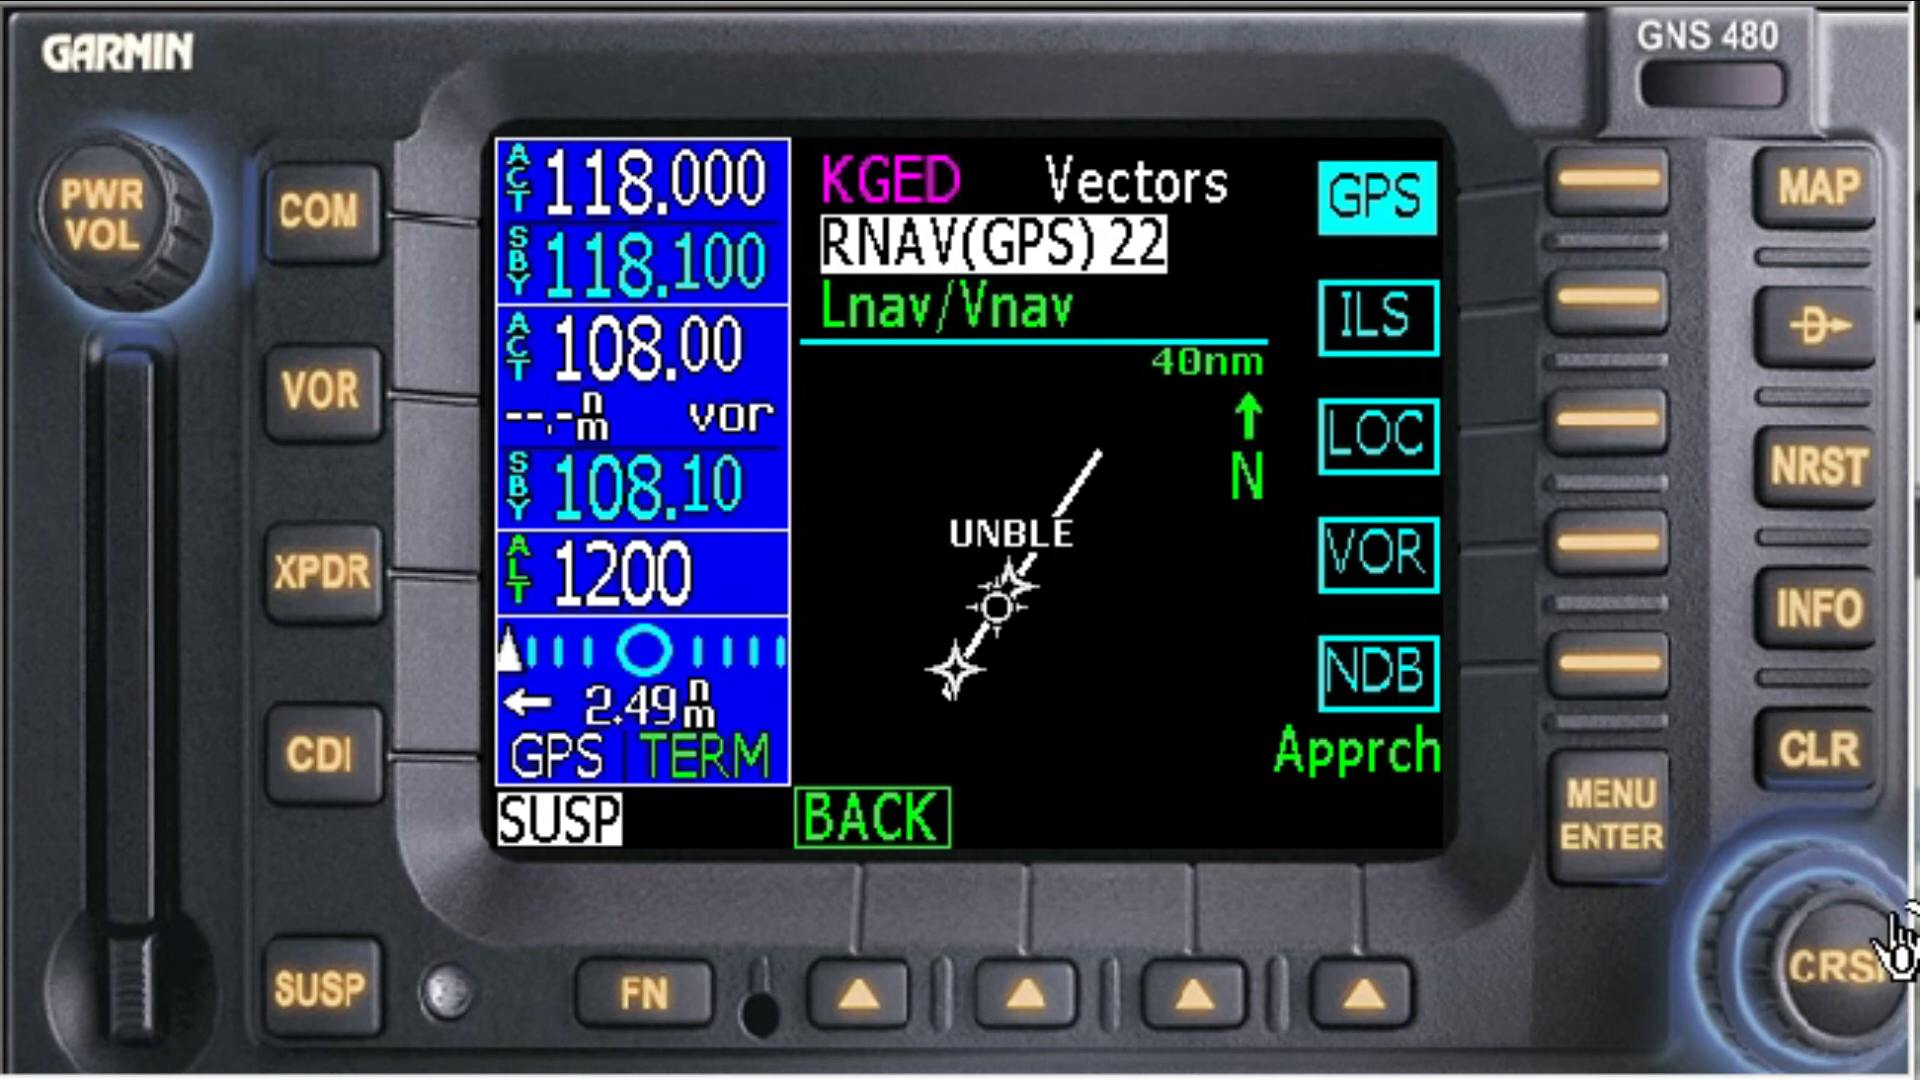 GARMIN
GNS 480
PWR
VOL
COM
VOR
XPDR
CDI
SUSP
ACT 118.000
SBY 118.100
ACT 108.00
--.-nm vor
SBY 108.10
ALT 1200
← 2.49 nm
GPS TERM
SUSP
KGED Vectors
RNAV(GPS) 22
Lnav/Vnav
40nm
↑
N
UNBLE
BACK
GPS
ILS
LOC
VOR
NDB
Apprch
FN
MAP
D
NRST
INFO
CLR
MENU
ENTER
CRS